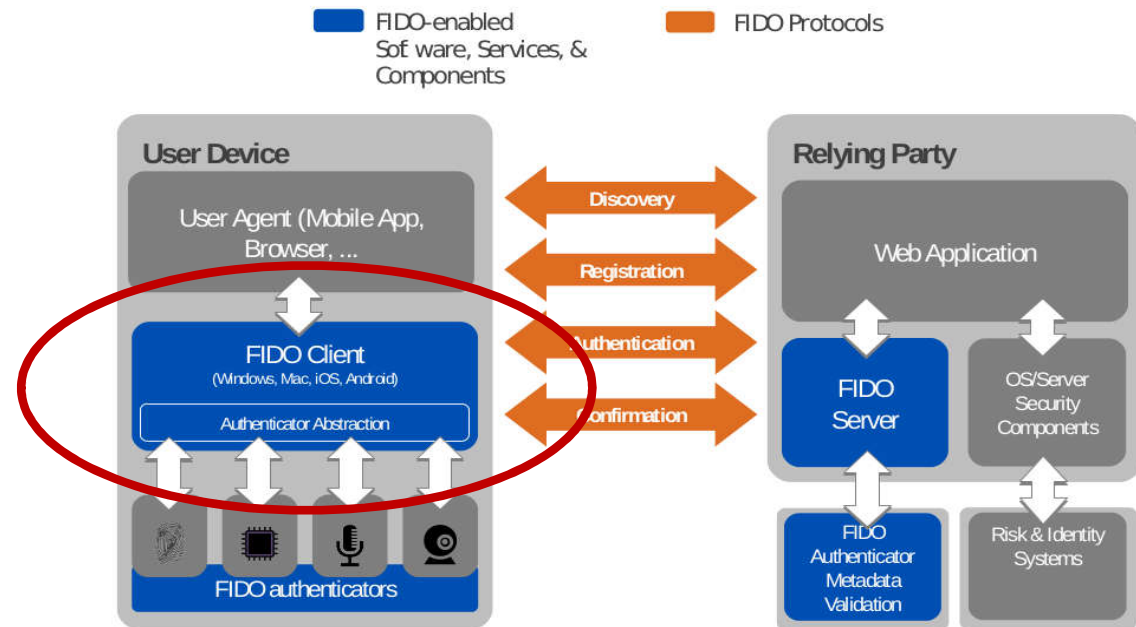 FIDO-enabled
Sof ware, Services, &
Components
FIDO Protocols
User Device
User Agent (Mobile App,
Browser, ...
FIDO Client
(Windows, Mac, iOS, Android)
Authenticator Abstraction
FIDO authenticators
Discovery
Registration
Authentication
Confirmation
Relying Party
Web Application
FIDO
Server
OS/Server
Security
Components
FIDO
Authenticator
Metadata
Validation
Risk & Identity
Systems